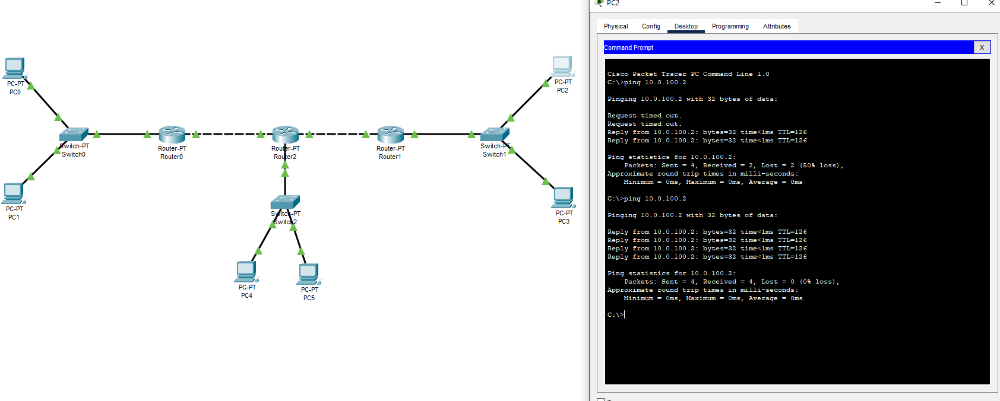 PC2
Physical Config Desktop Programming Attributes
Command Prompt
X
Cisco Packet Tracer PC Command Line 1.0
C:\>ping 10.0.100.2
Pinging 10.0.100.2 with 32 bytes of data:
Request timed out.
Request timed out.
Reply from 10.0.100.2: bytes=32 time<1ms TTL=126
Reply from 10.0.100.2: bytes=32 time<1ms TTL=126
Ping statistics for 10.0.100.2:
Packets: Sent = 4, Received = 2, Lost = 2 (50% loss),
Approximate round trip times in milli-seconds:
Minimum = 0ms, Maximum = 0ms, Average = 0ms
C:\>ping 10.0.100.2
Pinging 10.0.100.2 with 32 bytes of data:
Reply from 10.0.100.2: bytes=32 time<1ms TTL=126
Reply from 10.0.100.2: bytes=32 time<1ms TTL=126
Reply from 10.0.100.2: bytes=32 time<1ms TTL=126
Reply from 10.0.100.2: bytes=32 time<1ms TTL=126
Ping statistics for 10.0.100.2:
Packets: Sent = 4, Received = 4, Lost = 0 (0% loss),
Approximate round trip times in milli-seconds:
Minimum = 0ms, Maximum = 0ms, Average = 0ms
C:\>
PC-PT
PC0
PC-PT
PC2
Switch-PT
Switch0
Router-PT
Router0
Router-PT
Router2
Router-PT
Router1
Switch-PT
Switch1
PC-PT
PC1
Switch-PT
Switch2
PC-PT
PC3
PC-PT
PC4
PC-PT
PC5